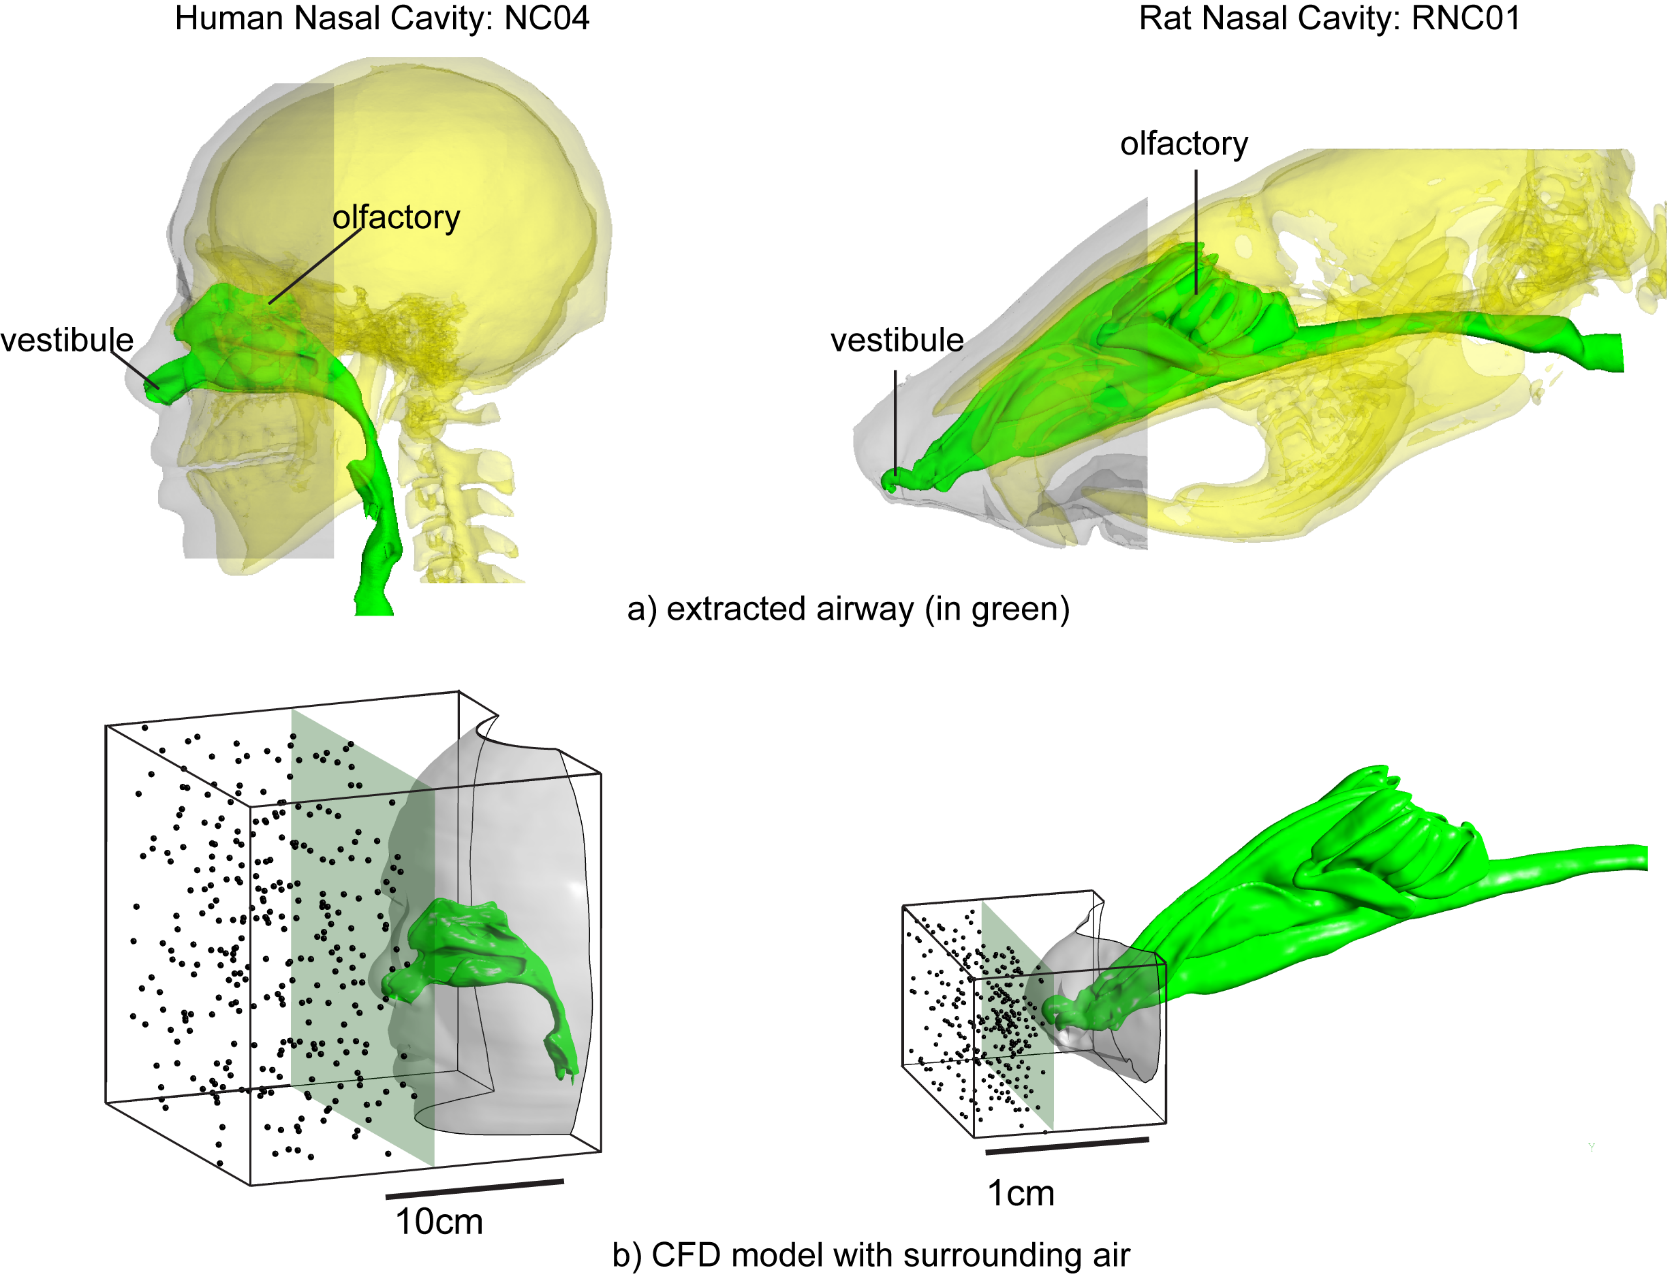 Human Nasal Cavity: NC04
Rat Nasal Cavity: RNC01
olfactory
vestibule
olfactory
vestibule
a) extracted airway (in green)
10cm
1cm
Y
b) CFD model with surrounding air